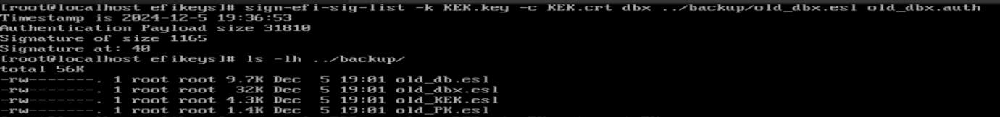 [root@localhost efikeys]# sign-efi-sig-list -k KEK.key -c KEK.crt dbx ../backup/old_dbx.esl old_dbx.auth
Timestamp is 2024-12-5 19:36:53
Authentication Payload size 31810
Signature of size 1165
Signature at: 40
[root@localhost efikeys]# ls -lh ../backup/
total 56K
-rw-------. 1 root root 9.7K Dec  5 19:01 old_db.esl
-rw-------. 1 root root  32K Dec  5 19:01 old_dbx.esl
-rw-------. 1 root root 4.3K Dec  5 19:01 old_KEK.esl
-rw-------. 1 root root 1.4K Dec  5 19:01 old_PK.esl